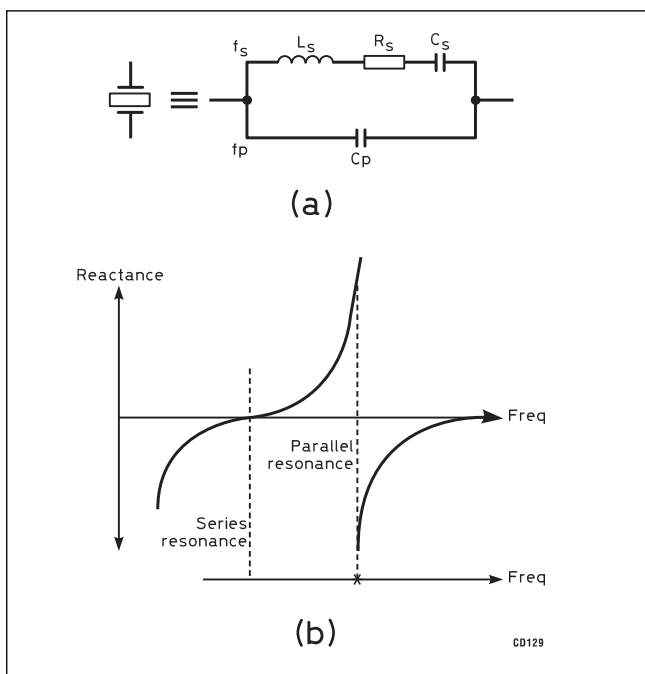 fs Ls Rs Cs
fp Cp
(a)
Reactance
Freq
Parallel
resonance
Series
resonance
Freq
(b)
CD129